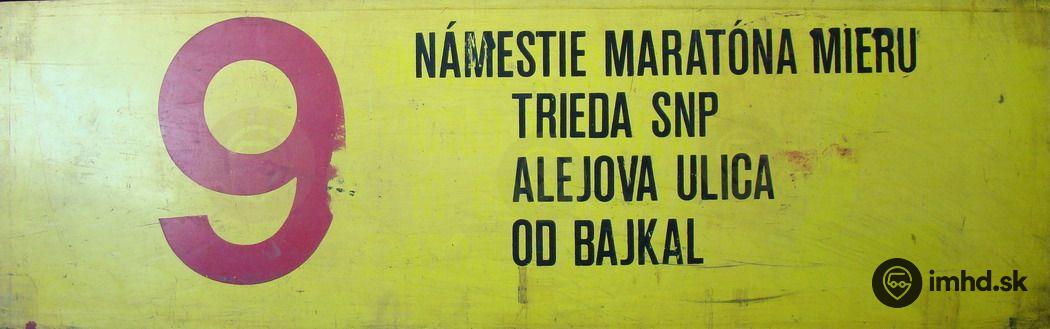 9
NÁMESTIE MARATÓNA MIERU
TRIEDA SNP
ALEJOVA ULICA
OD BAJKAL
imhd.sk